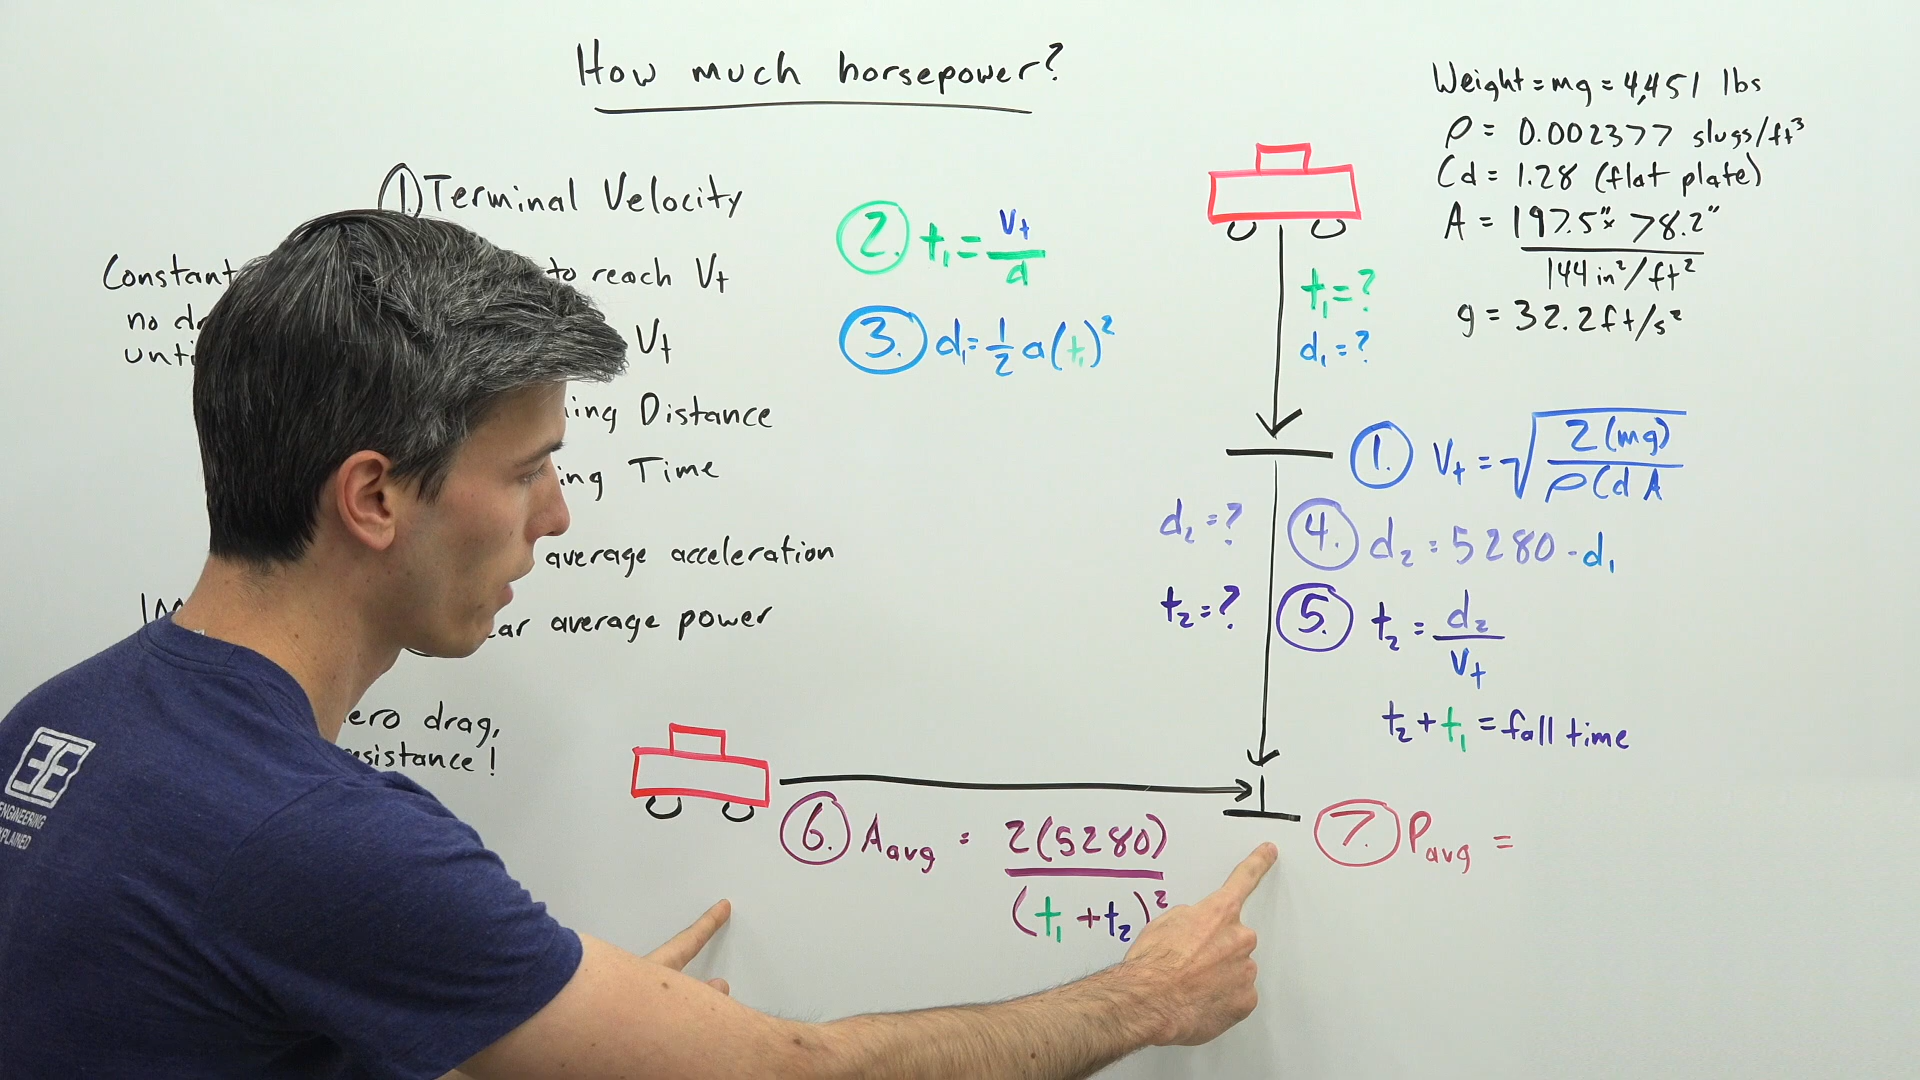 How much horsepower?
1. Terminal Velocity
Constant
to reach Vt
no
Vt
ing Distance
ing Time
average acceleration
ar average power
ero drag,
sistance!
2. t₁ = Vt/a
3. d₁ = 1/2 a(t₁)²
t₁ = ?
d₁ = ?
Weight = mg = 4,451 lbs
ρ = 0.002377 slugs/ft³
Cd = 1.28 (flat plate)
A = 197.5" x 78.2"
144 in²/ft²
g = 32.2 ft/s²
1. Vt = √(2(mg)/ρCdA)
d₂ = ?
4. d₂ = 5280 - d₁
t₂ = ?
5. t₂ = d₂/Vt
t₂ + t₁ = fall time
6. Aavg = 2(5280)
(t₁ + t₂)²
7. Pavg =
EE
ENGINEERING
XPLAINED